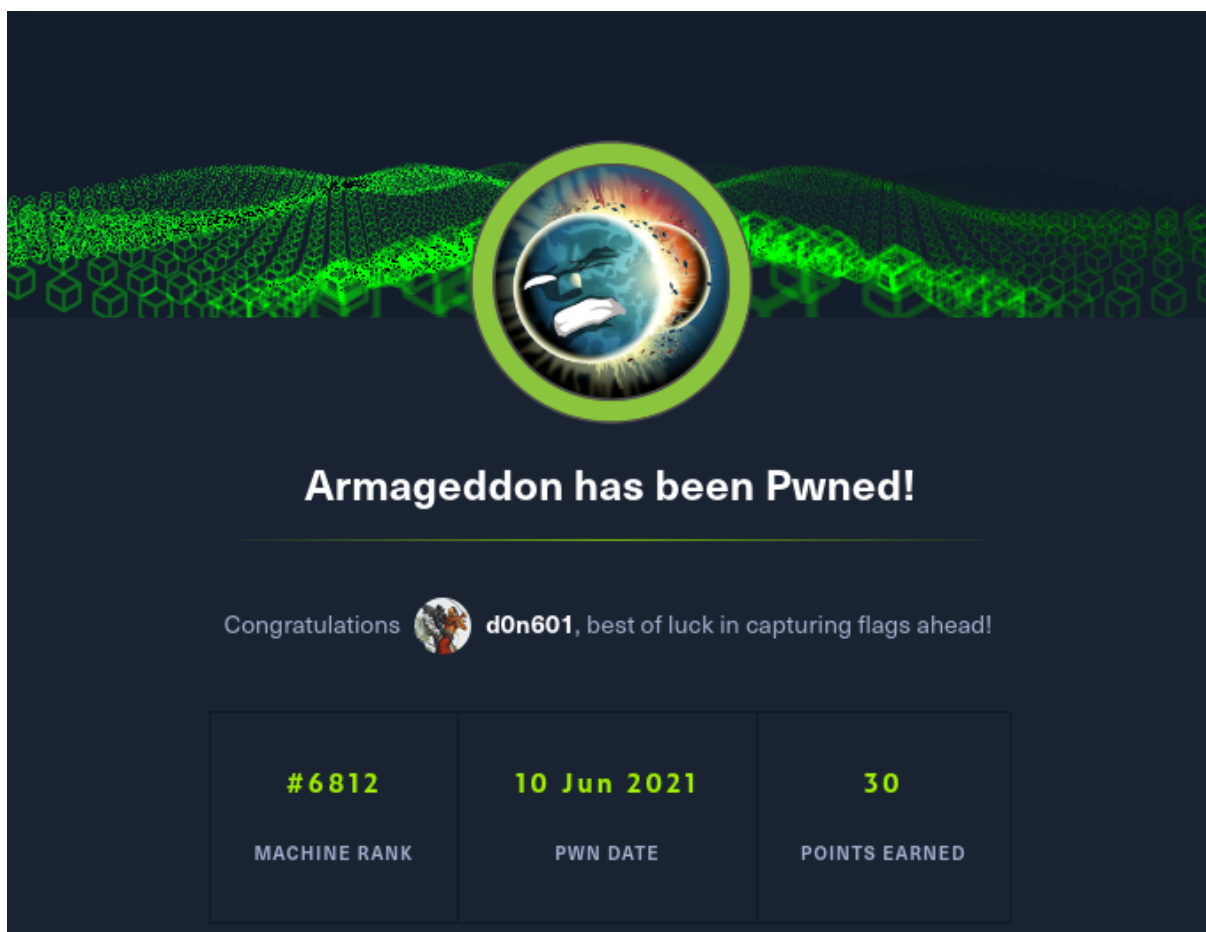 Armageddon has been Pwned!
Congratulations d0n601, best of luck in capturing flags ahead!
#6812 10 Jun 2021 30
MACHINE RANK PWN DATE POINTS EARNED